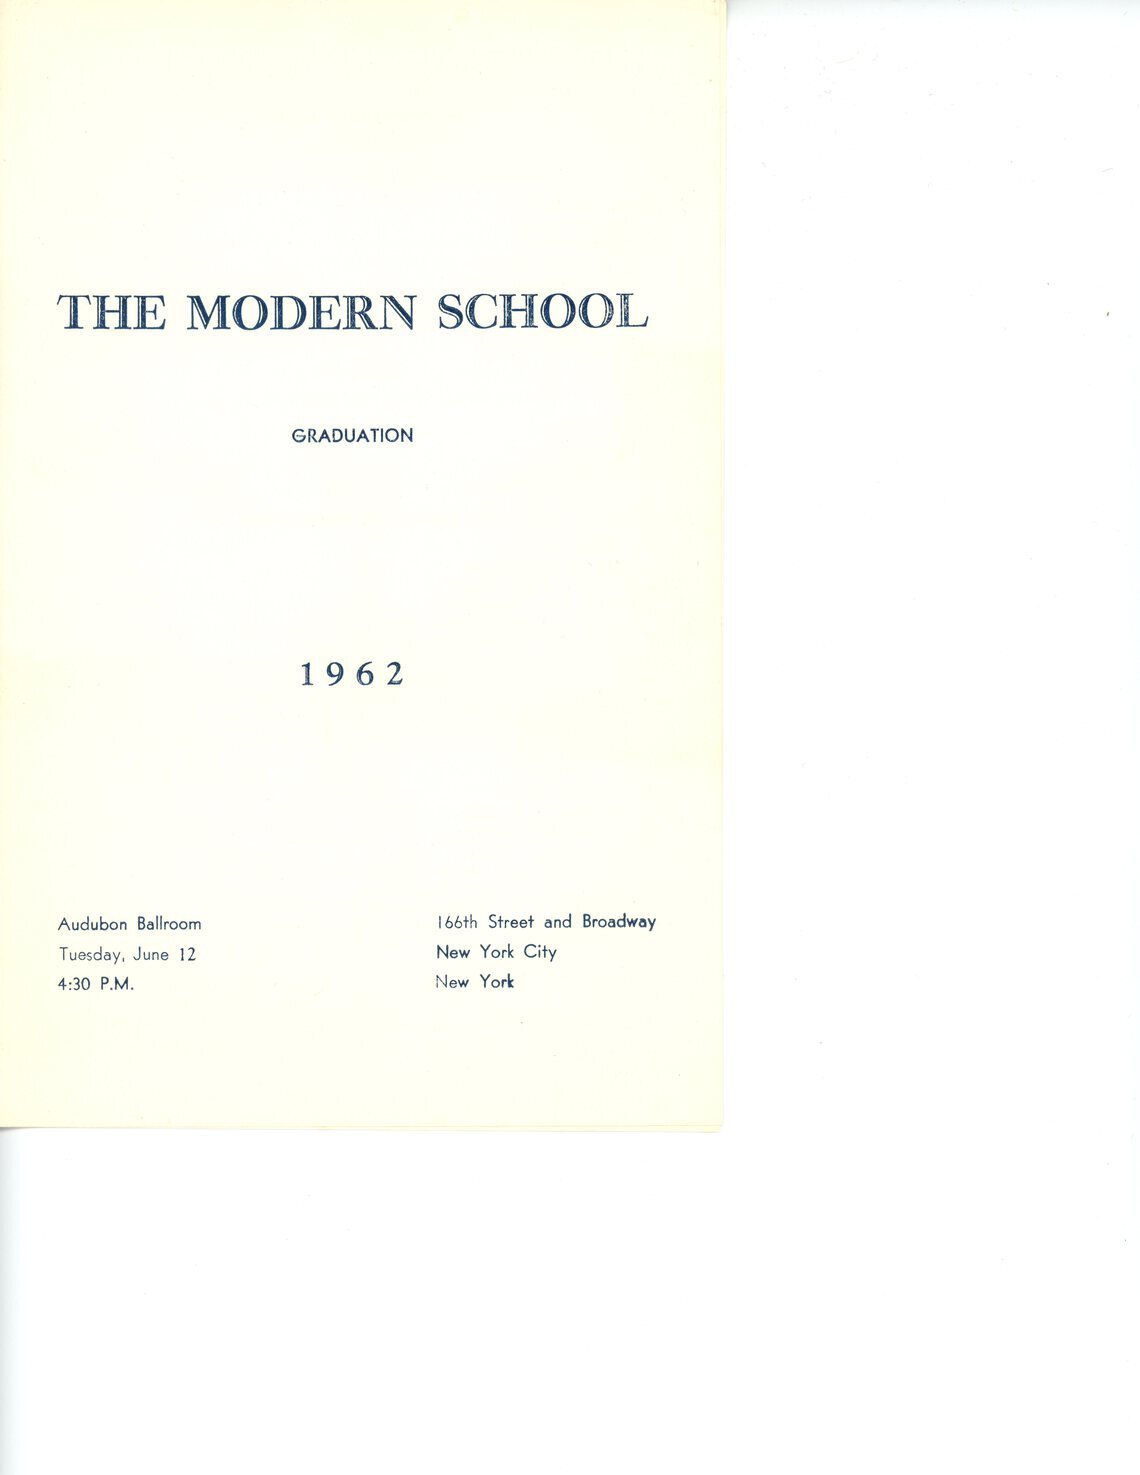 THE MODERN SCHOOL
GRADUATION
1962
Audubon Ballroom
Tuesday, June 12
4:30 P.M.
166th Street and Broadway
New York City
New York